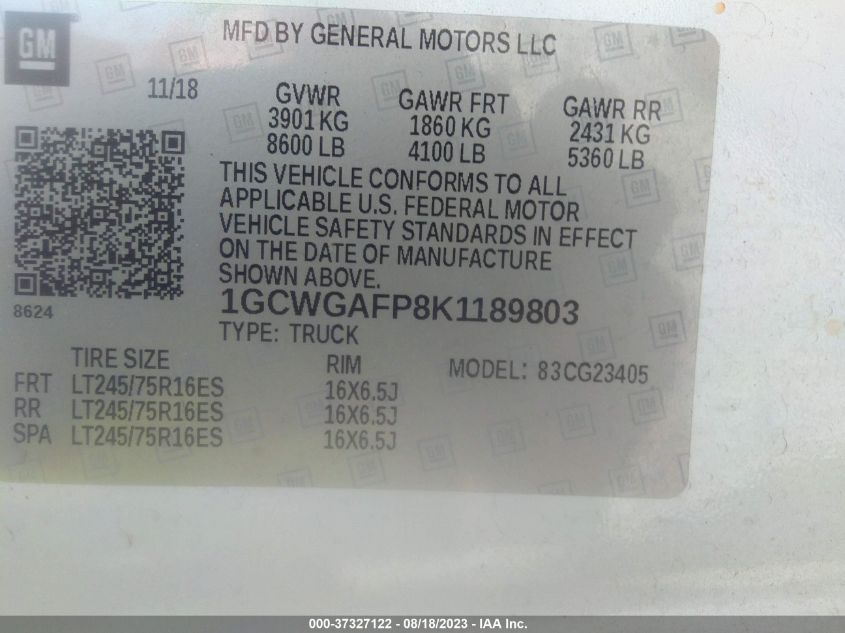 GM
MFD BY GENERAL MOTORS LLC
11/18
GVWR
3901 KG
8600 LB
GAWR FRT
1860 KG
4100 LB
GAWR RR
2431 KG
5360 LB
THIS VEHICLE CONFORMS TO ALL
APPLICABLE U.S. FEDERAL MOTOR
VEHICLE SAFETY STANDARDS IN EFFECT
ON THE DATE OF MANUFACTURE
SHOWN ABOVE.
8624
1GCWGAFP8K1189803
TYPE: TRUCK
TIRE SIZE RIM MODEL: 83CG23405
FRT LT245/75R16ES 16X6.5J
RR LT245/75R16ES 16X6.5J
SPA LT245/75R16ES 16X6.5J
000-37327122 - 08/18/2023 - IAA Inc.